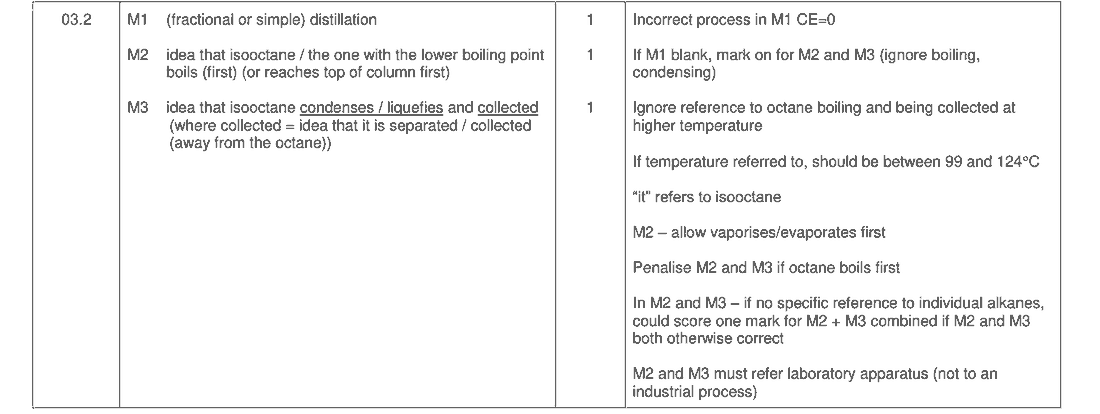 03.2
M1 (fractional or simple) distillation
1
Incorrect process in M1 CE=0
M2 idea that isooctane / the one with the lower boiling point
boils (first) (or reaches top of column first)
1
If M1 blank, mark on for M2 and M3 (ignore boiling,
condensing)
M3 idea that isooctane condenses / liquefies and collected
(where collected = idea that it is separated / collected
(away from the octane))
1
Ignore reference to octane boiling and being collected at
higher temperature
If temperature referred to, should be between 99 and 124°C
“it” refers to isooctane
M2 – allow vaporises/evaporates first
Penalise M2 and M3 if octane boils first
In M2 and M3 – if no specific reference to individual alkanes,
could score one mark for M2 + M3 combined if M2 and M3
both otherwise correct
M2 and M3 must refer laboratory apparatus (not to an
industrial process)